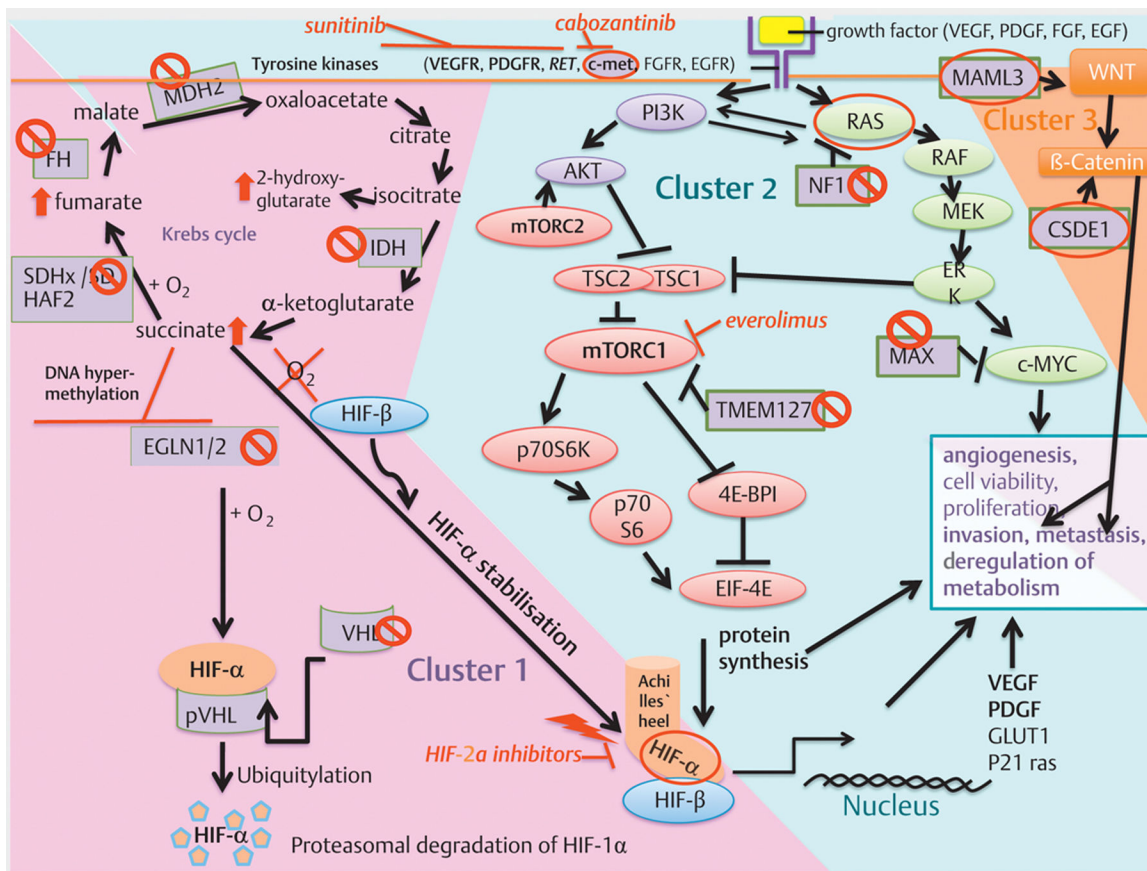 sunitinib
cabozantinib
growth factor (VEGF, PDGF, FGF, EGF)
Tyrosine kinases
(VEGFR, PDGFR, RET, c-met, FGFR, EGFR)
MAML3
WNT
Cluster 3
ß-Catenin
CSDE1
MDH2
malate
oxaloacetate
citrate
isocitrate
2-hydroxy-
glutarate
FH
fumarate
Krebs cycle
IDH
SDHx /SD
HAF2
+ O2
α-ketoglutarate
succinate
DNA hyper-
methylation
O2
HIF-β
EGLN1/2
+ O2
HIF-α stabilisation
VHL
Cluster 1
HIF-α
pVHL
Ubiquitylation
HIF-α
Proteasomal degradation of HIF-1α
PI3K
RAS
AKT
Cluster 2
NF1
RAF
MEK
ER
K
mTORC2
TSC2
TSC1
everolimus
mTORC1
MAX
c-MYC
TMEM127
p70S6K
p70
S6
4E-BPI
EIF-4E
angiogenesis,
cell viability,
proliferation,
invasion, metastasis,
deregulation of
metabolism
protein
synthesis
Achi
lles`
heel
HIF-2a inhibitors
HIF-α
HIF-β
VEGF
PDGF
GLUT1
P21 ras
Nucleus